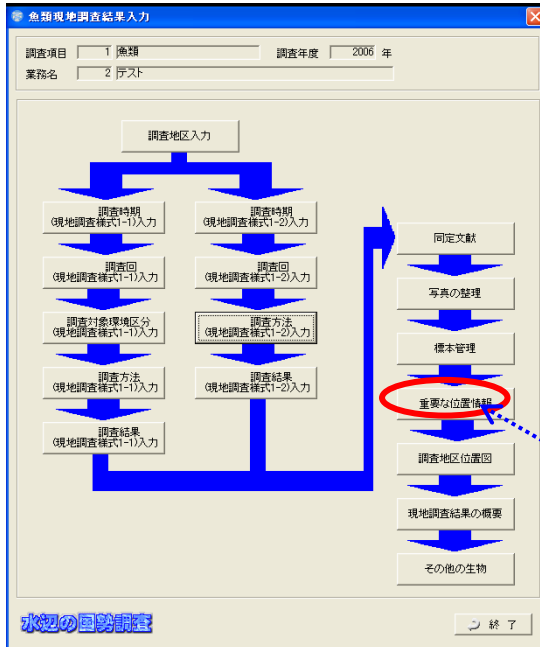 魚類現地調査結果入力
調査項目 1 魚類 調査年度 2006 年
業務名 2 テスト
調査地区入力
調査時期
(現地調査様式1-1)入力
調査回
(現地調査様式1-1)入力
調査対象環境区分
(現地調査様式1-1)入力
調査方法
(現地調査様式1-1)入力
調査結果
(現地調査様式1-1)入力
調査時期
(現地調査様式1-2)入力
調査回
(現地調査様式1-2)入力
調査方法
(現地調査様式1-2)入力
調査結果
(現地調査様式1-2)入力
同定文献
写真の整理
標本管理
重要な位置情報
調査地区位置図
現地調査結果の概要
その他の生物
水辺の国勢調査
終 了